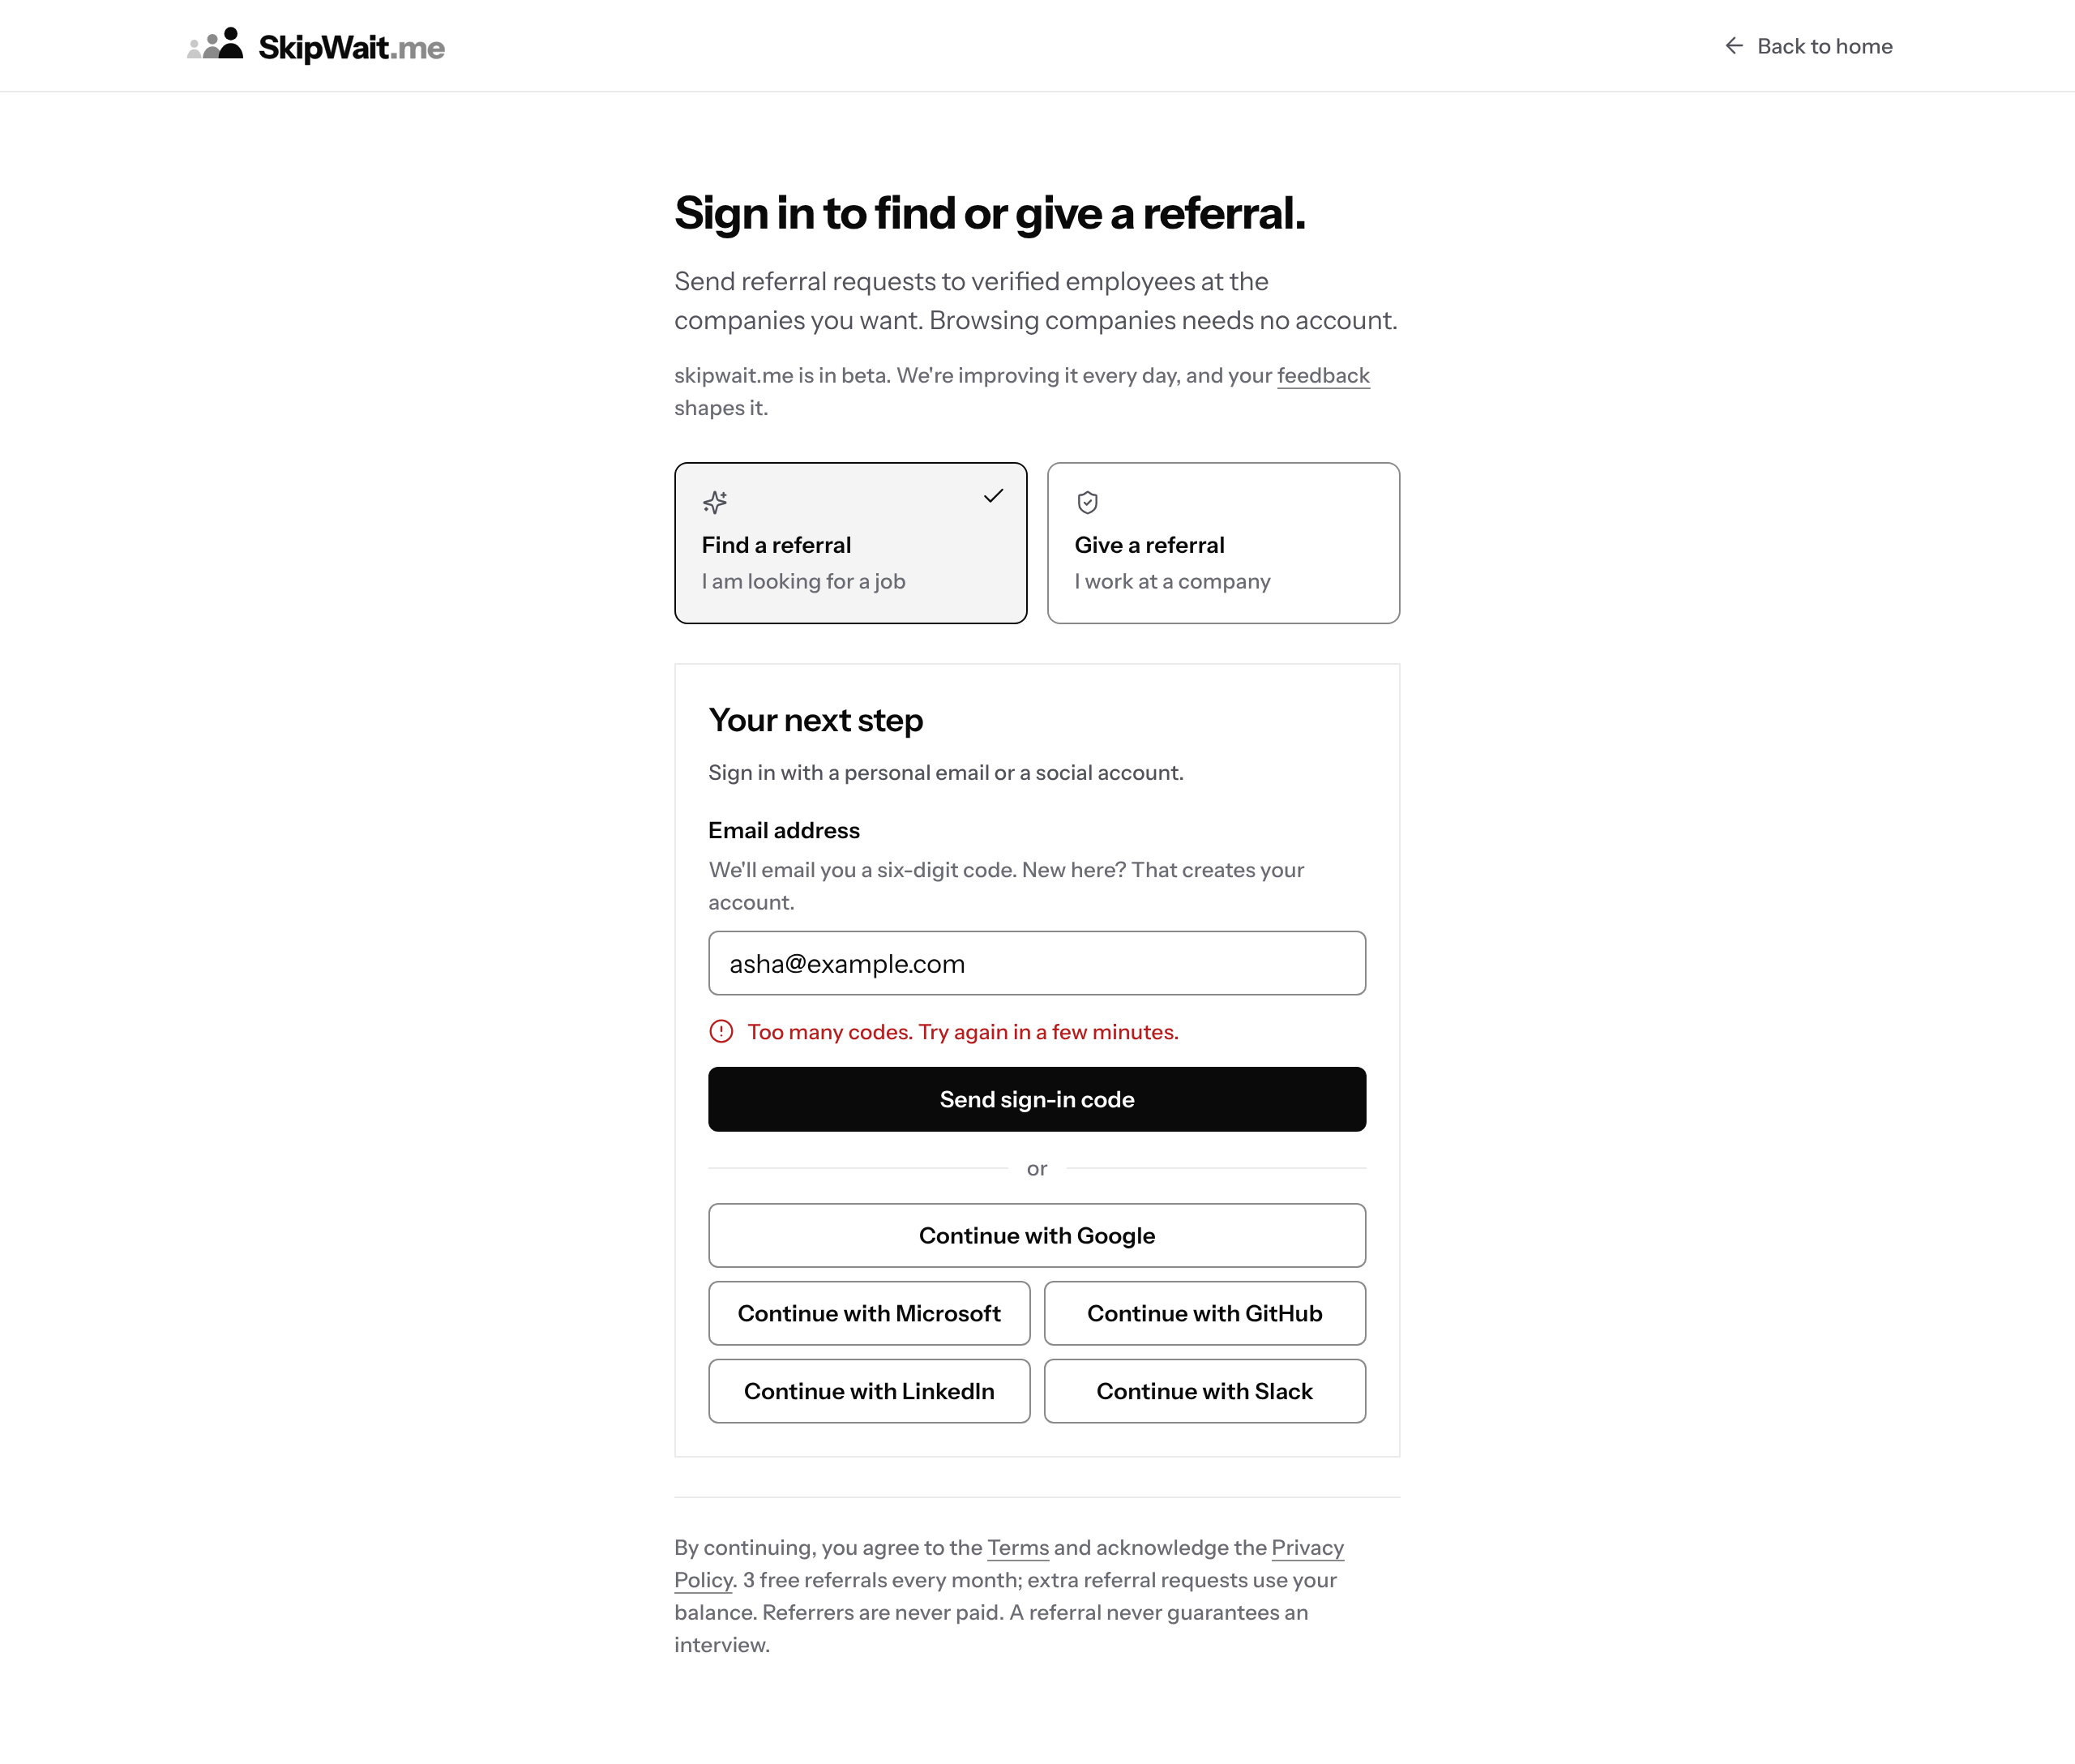 SkipWait.me
Back to home
Sign in to find or give a referral.
Send referral requests to verified employees at the
companies you want. Browsing companies needs no account.
skipwait.me is in beta. We're improving it every day, and your feedback
shapes it.
Find a referral
I am looking for a job
Give a referral
I work at a company
Your next step
Sign in with a personal email or a social account.
Email address
We'll email you a six-digit code. New here? That creates your
account.
asha@example.com
Too many codes. Try again in a few minutes.
Send sign-in code
or
Continue with Google
Continue with Microsoft
Continue with GitHub
Continue with LinkedIn
Continue with Slack
By continuing, you agree to the Terms and acknowledge the Privacy
Policy. 3 free referrals every month; extra referral requests use your
balance. Referrers are never paid. A referral never guarantees an
interview.